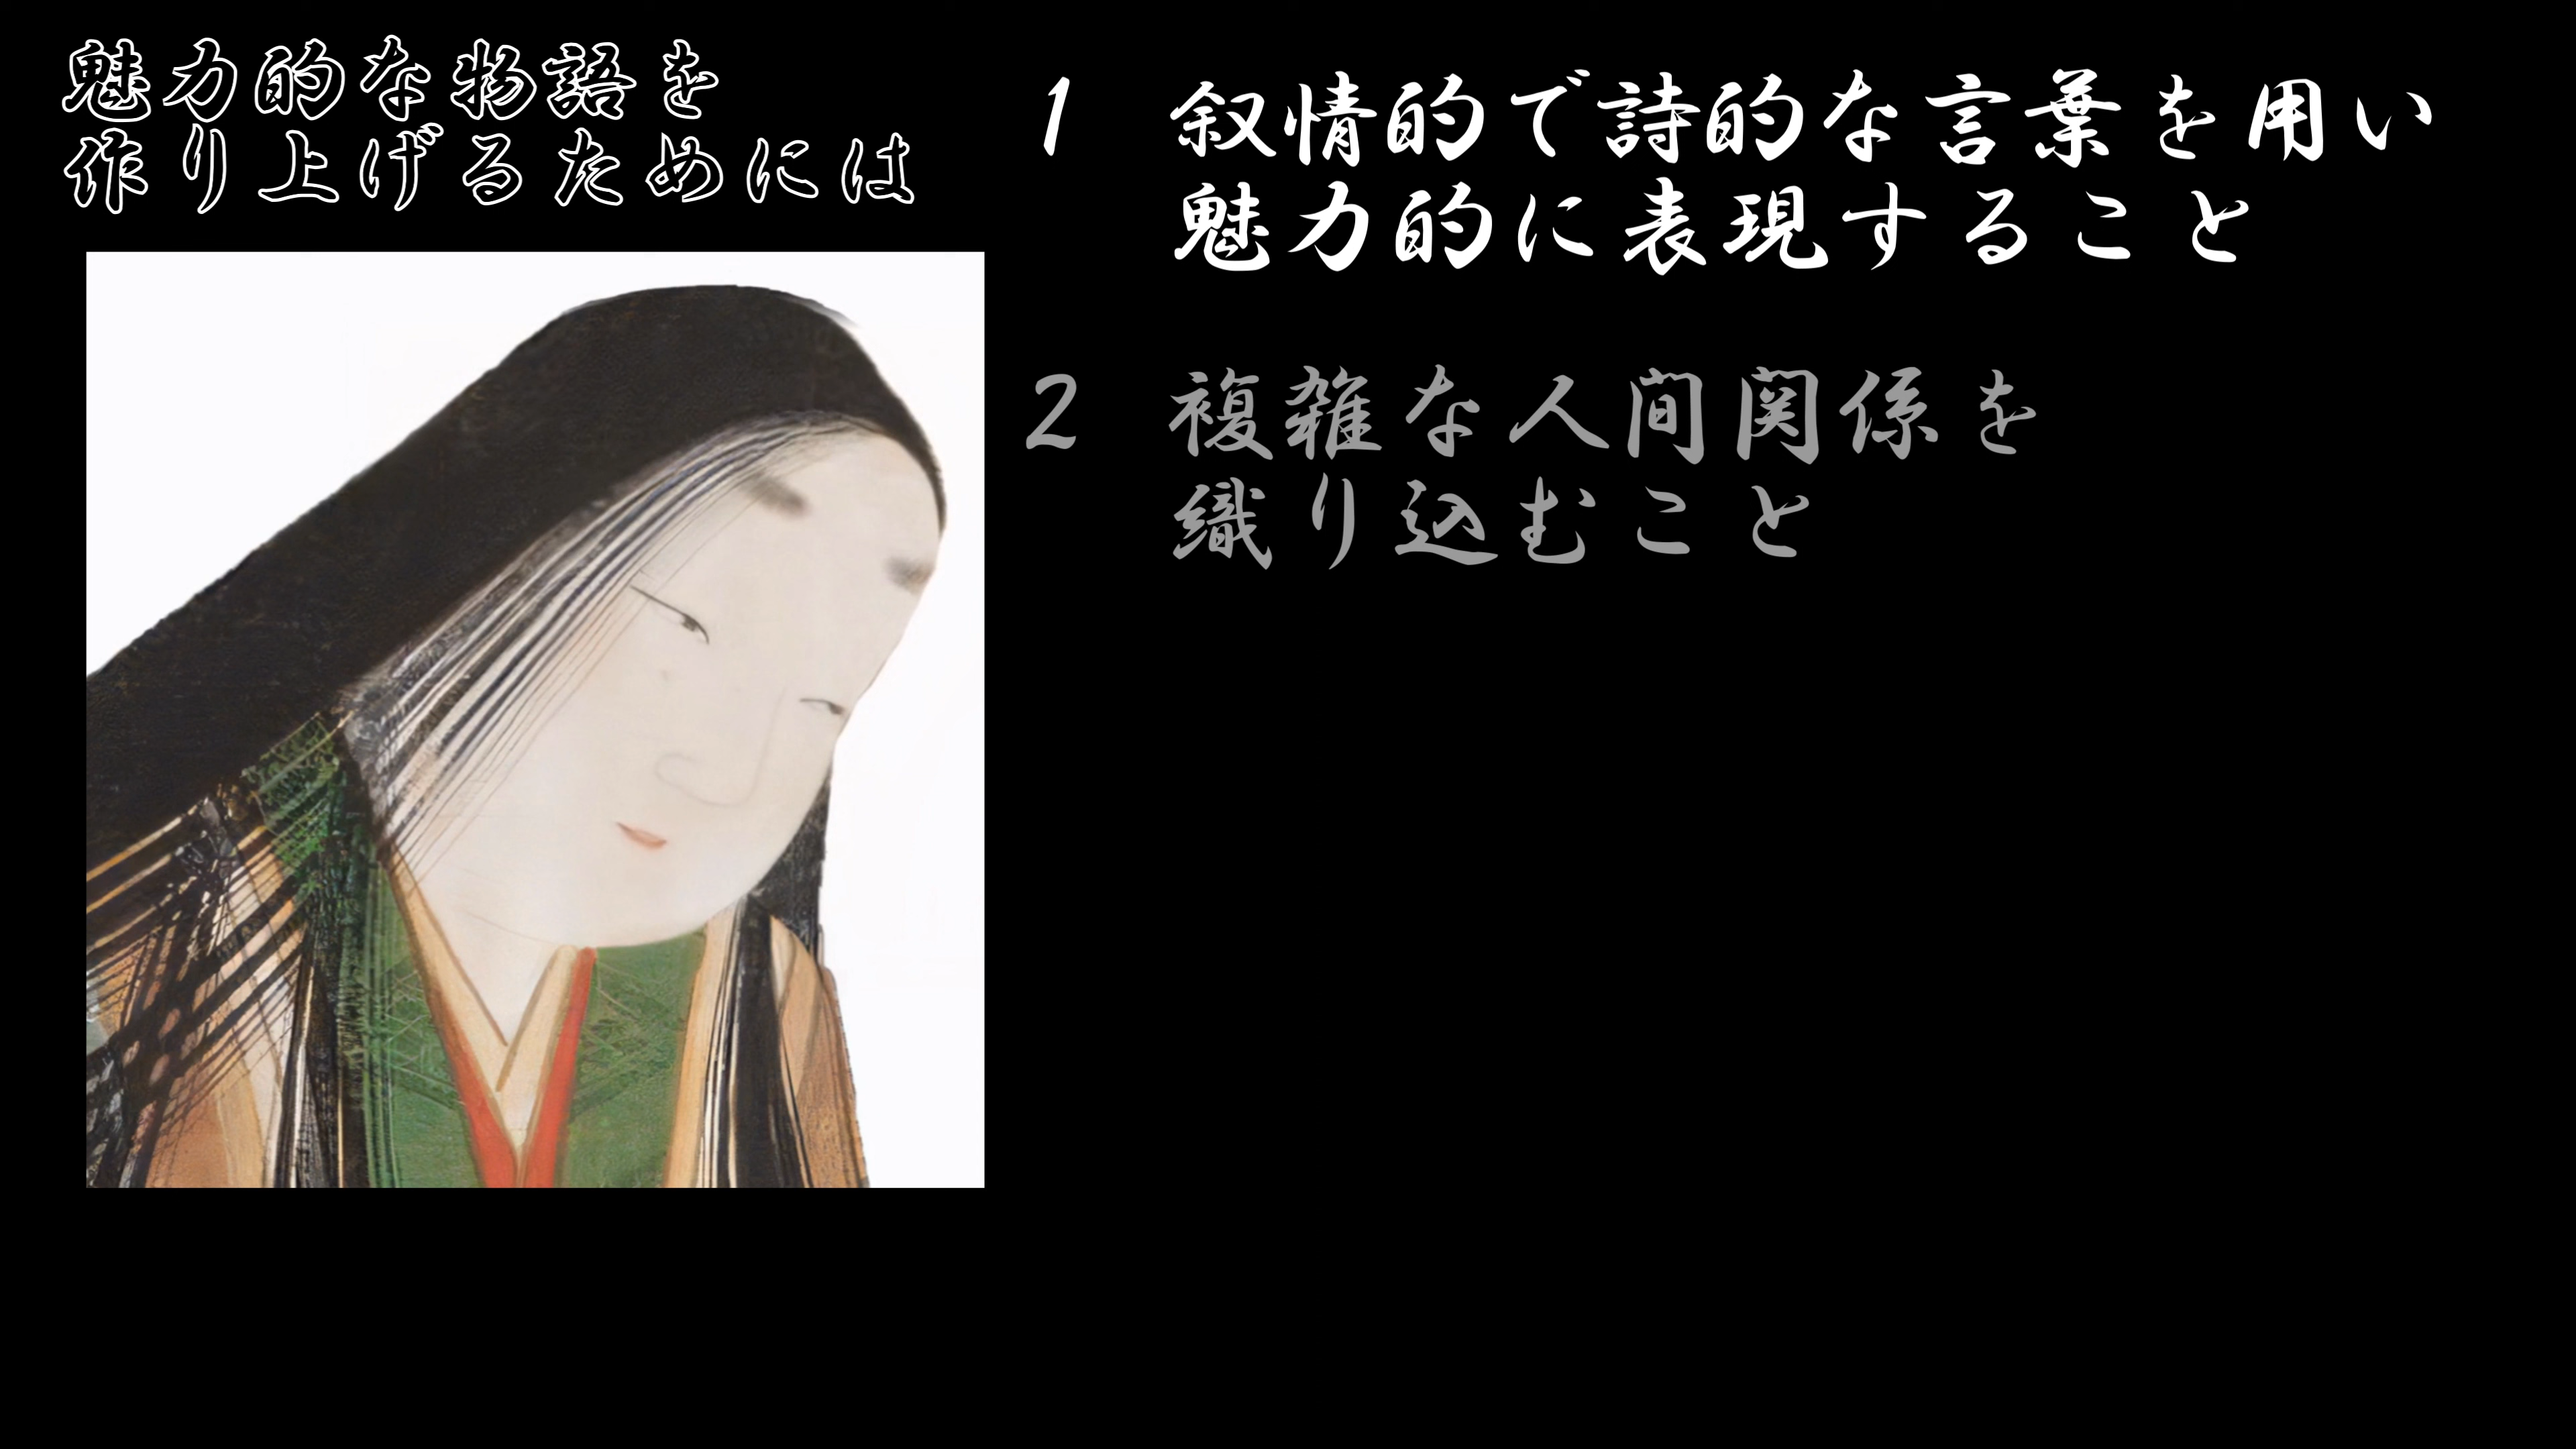 魅力的な物語を
作り上げるためには
1 叙情的で詩的な言葉を用い
魅力的に表現すること
2 複雑な人間関係を
織り込むこと